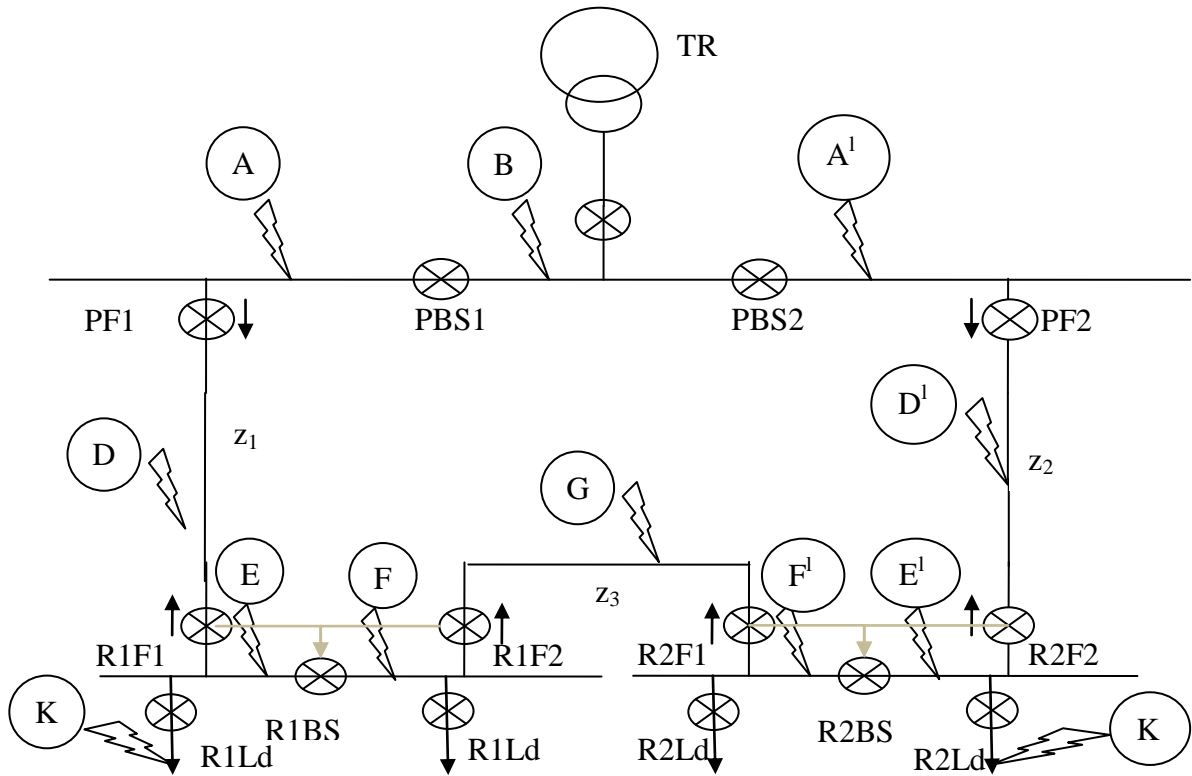 TR
A
B
A¹
PF1
PBS1
PBS2
PF2
D¹
D
z₁
G
z₂
E
F
F¹
E¹
z₃
R1F1
R1F2
R2F1
R2F2
K
R1BS
R2BS
K
R1Ld
R1Ld
R2Ld
R2Ld